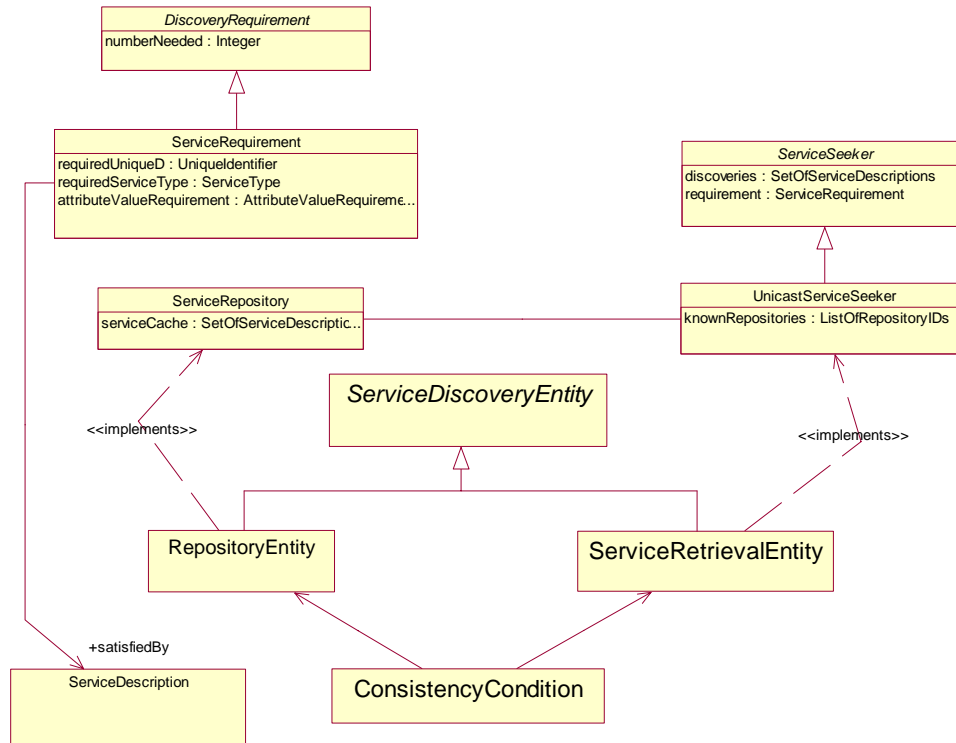 DiscoveryRequirement
numberNeeded : Integer
ServiceRequirement
requiredUniqueD : UniqueIdentifier
requiredServiceType : ServiceType
attributeValueRequirement : AttributeValueRequireme...
ServiceSeeker
discoveries : SetOfServiceDescriptions
requirement : ServiceRequirement
ServiceRepository
serviceCache : SetOfServiceDescriptic...
UnicastServiceSeeker
knownRepositories : ListOfRepositoryIDs
ServiceDiscoveryEntity
<<implements>>
<<implements>>
RepositoryEntity
ServiceRetrievalEntity
+satisfiedBy
ServiceDescription
ConsistencyCondition